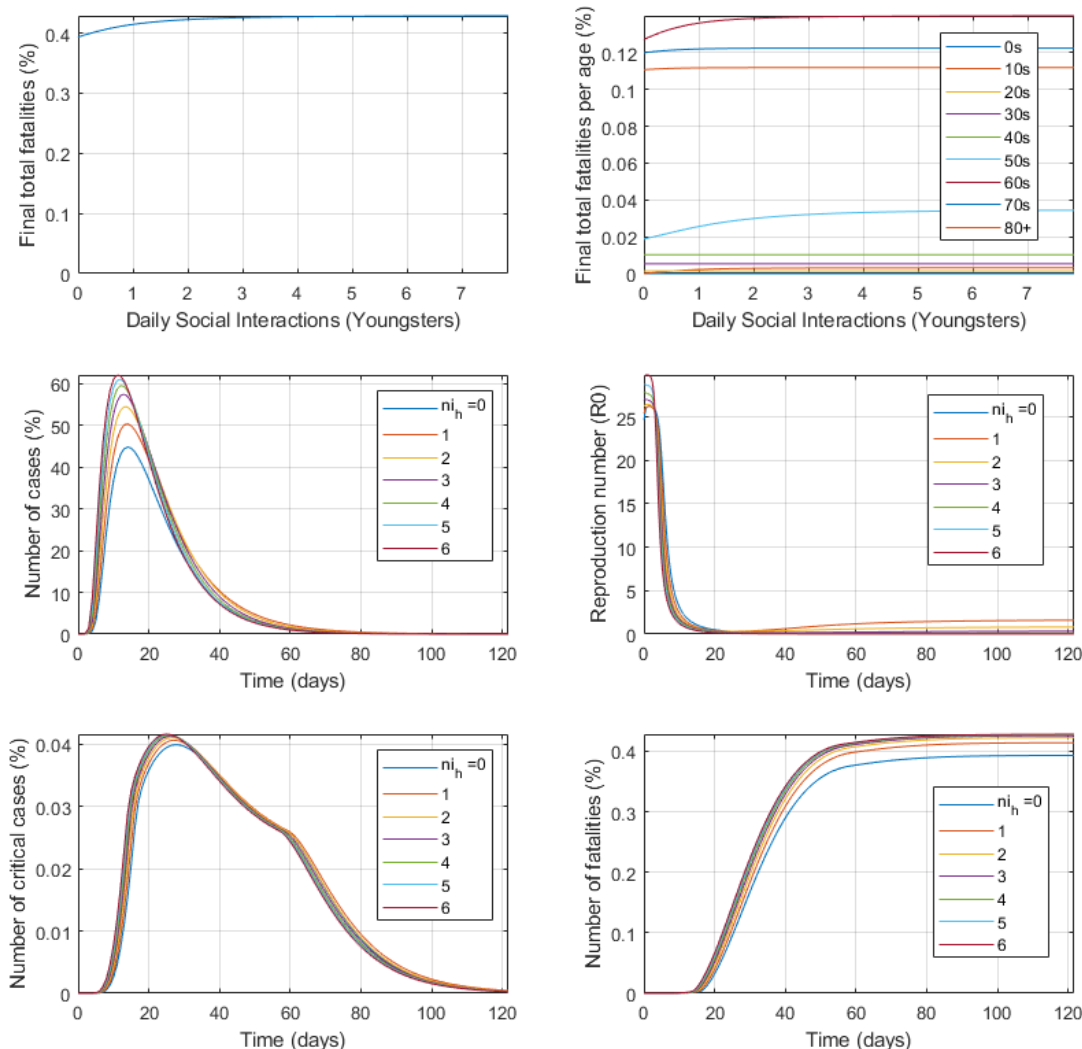 Final total fatalities (%)
0.4
0.3
0.2
0.1
0
0 1 2 3 4 5 6 7
Daily Social Interactions (Youngsters)
Final total fatalities per age (%)
0.12
0.1
0.08
0.06
0.04
0.02
0
0s
10s
20s
30s
40s
50s
60s
70s
80+
0 1 2 3 4 5 6 7
Daily Social Interactions (Youngsters)
Number of cases (%)
60
50
40
30
20
10
0
ni_h =0
1
2
3
4
5
6
0 20 40 60 80 100 120
Time (days)
Reproduction number (R0)
25
20
15
10
5
0
ni_h =0
1
2
3
4
5
6
0 20 40 60 80 100 120
Time (days)
Number of critical cases (%)
0.04
0.03
0.02
0.01
0
ni_h =0
1
2
3
4
5
6
0 20 40 60 80 100 120
Time (days)
Number of fatalities (%)
0.4
0.3
0.2
0.1
0
ni_h =0
1
2
3
4
5
6
0 20 40 60 80 100 120
Time (days)